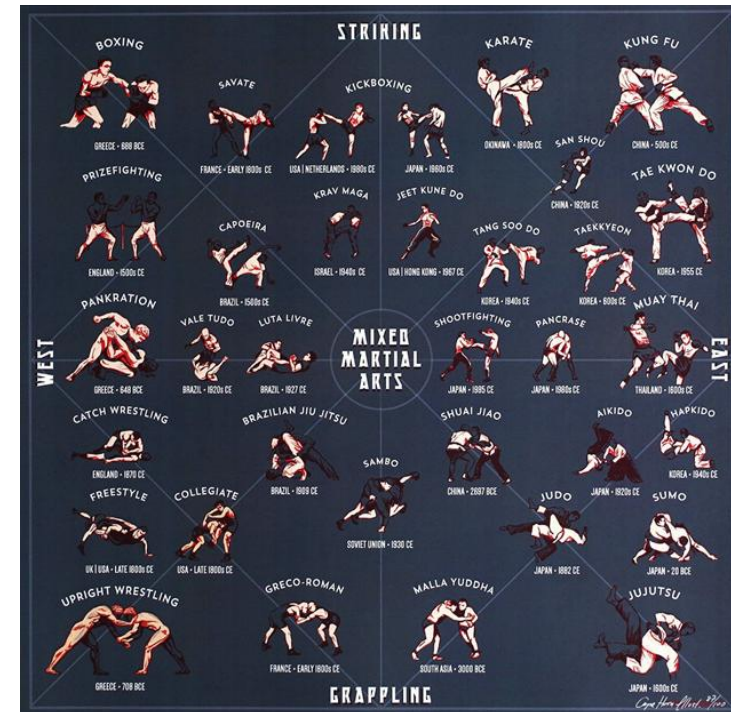 STRIKING
BOXING
GREECE • 688 BCE
SAVATE
FRANCE • EARLY 1800s CE
KICKBOXING
USA | NETHERLANDS • 1980s CE
JAPAN • 1960s CE
KARATE
OKINAWA • 1800s CE
KUNG FU
CHINA • 500s CE
SAN SHOU
CHINA • 1920s CE
PRIZEFIGHTING
ENGLAND • 1500s CE
CAPOEIRA
BRAZIL • 1500s CE
KRAV MAGA
ISRAEL • 1940s CE
JEET KUNE DO
USA | HONG KONG • 1967 CE
TANG SOO DO
KOREA • 1940s CE
TAEKKYEON
KOREA • 600s CE
TAE KWON DO
KOREA • 1955 CE
WEST
PANKRATION
GREECE • 648 BCE
VALE TUDO
BRAZIL • 1920s CE
LUTA LIVRE
BRAZIL • 1927 CE
MIXED
MARTIAL
ARTS
SHOOTFIGHTING
JAPAN • 1985 CE
PANCRASE
JAPAN • 1980s CE
MUAY THAI
THAILAND • 1600s CE
EAST
CATCH WRESTLING
ENGLAND • 1870 CE
BRAZILIAN JIU JITSU
BRAZIL • 1909 CE
SAMBO
SOVIET UNION • 1930 CE
SHUAI JIAO
CHINA • 2697 BCE
AIKIDO
JAPAN • 1920s CE
HAPKIDO
KOREA • 1940s CE
FREESTYLE
UK | USA • LATE 1800s CE
COLLEGIATE
USA • LATE 1800s CE
JUDO
JAPAN • 1882 CE
SUMO
JAPAN • 20 BCE
UPRIGHT WRESTLING
GREECE • 708 BCE
GRECO-ROMAN
FRANCE • EARLY 1800s CE
MALLA YUDDHA
SOUTH ASIA • 3000 BCE
JUJUTSU
JAPAN • 1600s CE
GRAPPLING